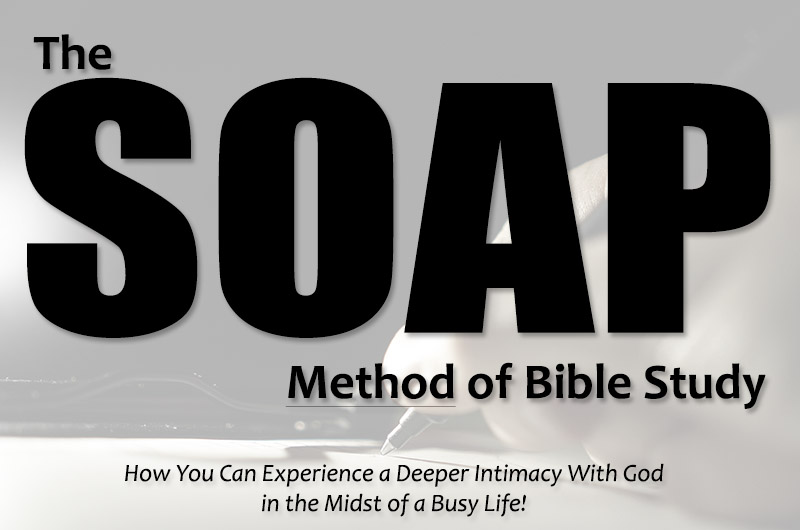 The
SOAP
Method of Bible Study
How You Can Experience a Deeper Intimacy With God
in the Midst of a Busy Life!